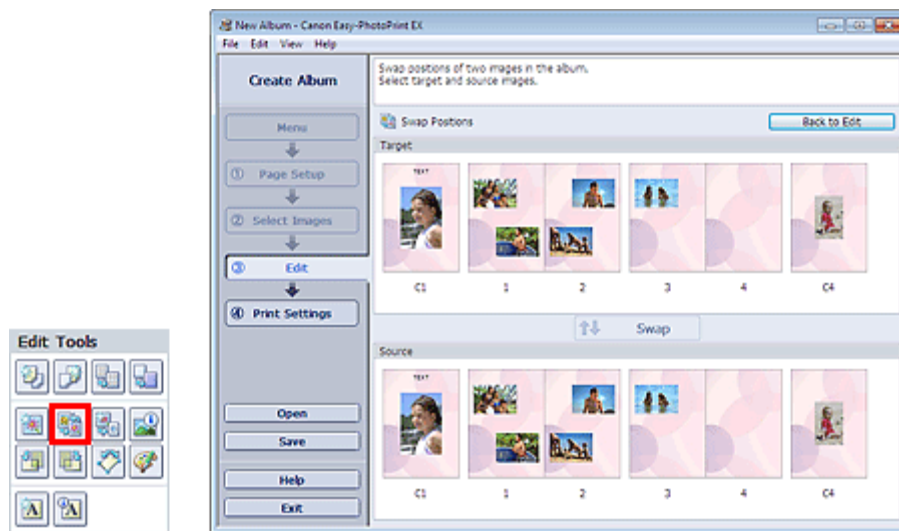 New Album - Canon Easy-PhotoPrint EX
File Edit View Help
Create Album
Swap positions of two images in the album.
Select target and source images.
Menu
① Page Setup
② Select Images
③ Edit
④ Print Settings
Open
Save
Help
Exit
Swap Positions
Back to Edit
Target
TEXT
C1 1 2 3 4 C4
Swap
Source
TEXT
C1 1 2 3 4 C4
Edit Tools
A A